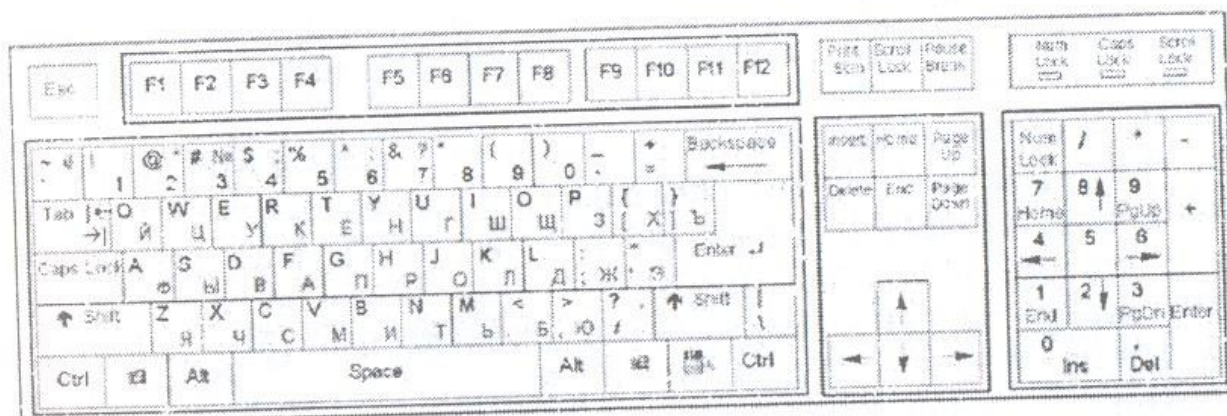 Esc F1 F2 F3 F4 F5 F6 F7 F8 F9 F10 F11 F12 Print Scrn Scroll Lock Pause Break Num Lock Caps Lock Scroll Lock
~ ! 1 @ " 2 # № 3 $ ; 4 % 5 ^ : 6 & ? 7 * 8 ( 9 ) 0 _ - + = Backspace Insert Home Page Up Num Lock / * -
Tab O Й W Ц E У R К T Е Y Н U Г I Ш O Щ P З { [ Х } ] Ъ Delete Enc Page Down 7 Home 8 9 PgUp +
Caps Lock A Ф S Ы D В F А G П H Р J О K Л L Д : ; Ж " ' Э Enter 4 5 6
Shift Z Я X Ч C С V М B И N Т M Ь < , Б > . Ю ? / Shift | \ 1 End 2 3 PgDn Enter
Ctrl Alt Space Alt Ctrl 0 Ins . Del